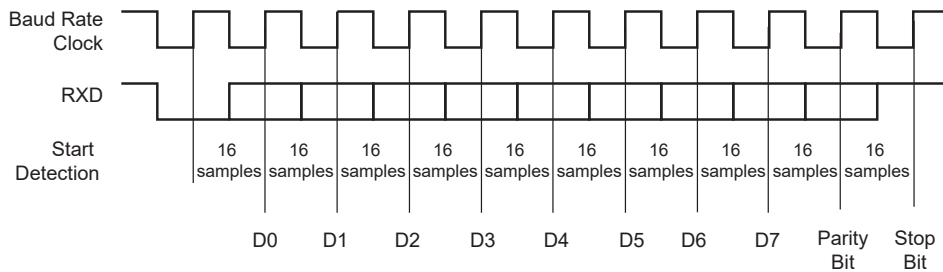 Baud Rate
Clock
RXD
Start
Detection
16 16 16 16 16 16 16 16 16 16
samples samples samples samples samples samples samples samples samples samples
D0 D1 D2 D3 D4 D5 D6 D7 Parity Stop
Bit Bit